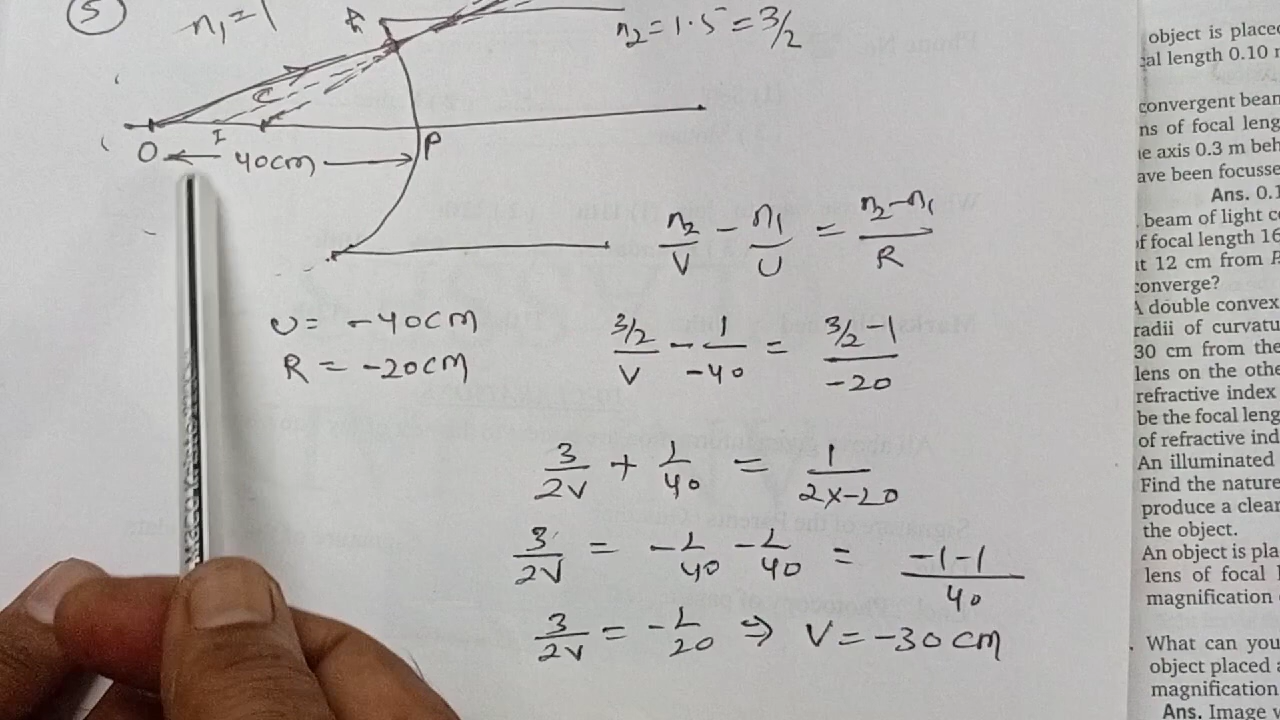 5
n₁=1
A
n₂=1.5=3/2
C
I
O
40cm
P
n₂/V - n₁/U = n₂-n₁/R
U= -40cm
R = -20cm
3/2/V - 1/-40 = 3/2-1/-20
3/2V + 1/40 = 1/2×-20
3/2V = -1/40 -1/40 = -1-1/40
3/2V = -1/20 ⇒ V=-30cm
object is place
al length 0.10
convergent bea
ns of focal leng
e axis 0.3 m beh
ave been focusse
Ans. 0.1
beam of light c
f focal length 16
t 12 cm from P
converge?
A double convex
radii of curvatu
30 cm from the
lens on the othe
refractive index
be the focal leng
of refractive ind
An illuminated
Find the nature
produce a clear
the object.
An object is pla
lens of focal
magnification
What can you
object placed
magnification
Ans. Image